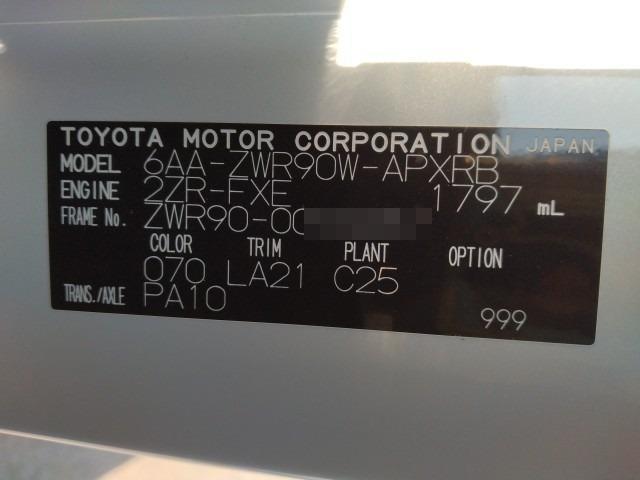 TOYOTA MOTOR CORPORATION JAPAN
MODEL 6AA-ZWR90W-APXRB
ENGINE 2ZR-FXE 1797 mL
FRAME No. ZWR90-00
COLOR TRIM PLANT OPTION
070 LA21 C25
TRANS./AXLE PA10
999